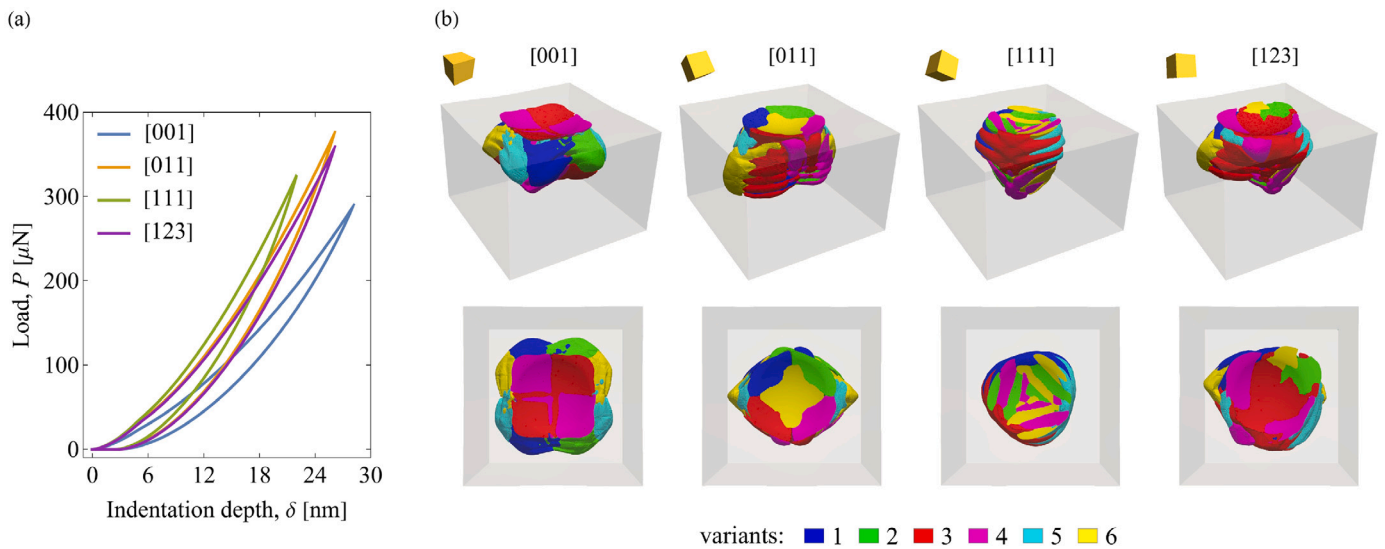 (a)
400
300
200
100
0
[001]
[011]
[111]
[123]
Load, P [μN]
0 6 12 18 24 30
Indentation depth, δ [nm]
(b)
[001] [011] [111] [123]
variants: 1 2 3 4 5 6